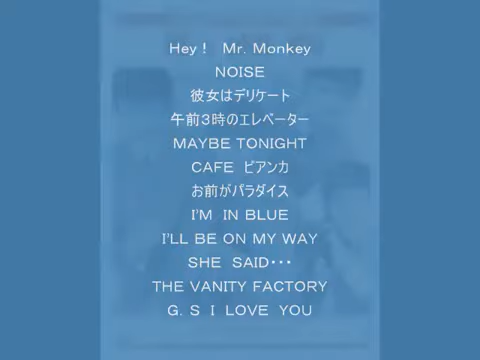 Hey！ Mr. Monkey
NOISE
彼女はデリケート
午前３時のエレベーター
MAYBE TONIGHT
CAFE ビアンカ
お前がパラダイス
I'M IN BLUE
I'LL BE ON MY WAY
SHE SAID･･･
THE VANITY FACTORY
G. S I LOVE YOU